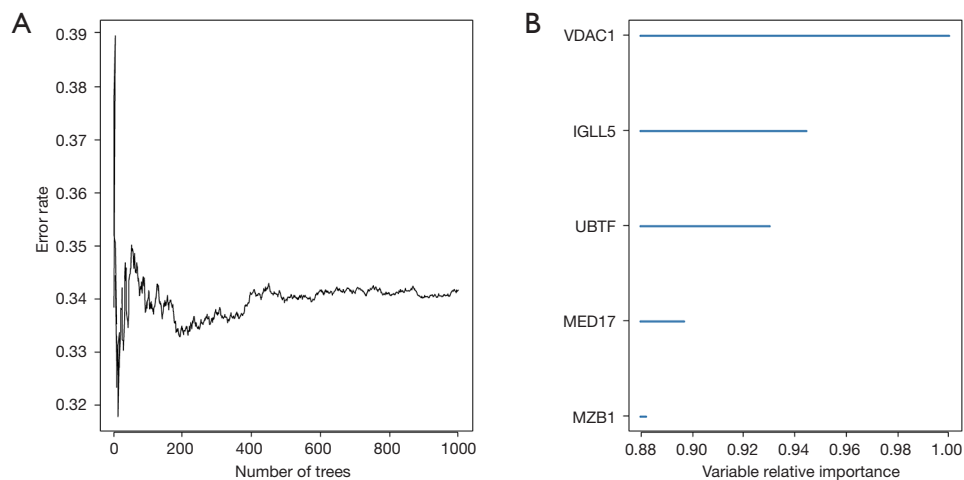 A
0.39
0.38
0.37
0.36
0.35
0.34
0.33
0.32
Error rate
0
200
400
600
800
1000
Number of trees
B
VDAC1
IGLL5
UBTF
MED17
MZB1
0.88
0.90
0.92
0.94
0.96
0.98
1.00
Variable relative importance